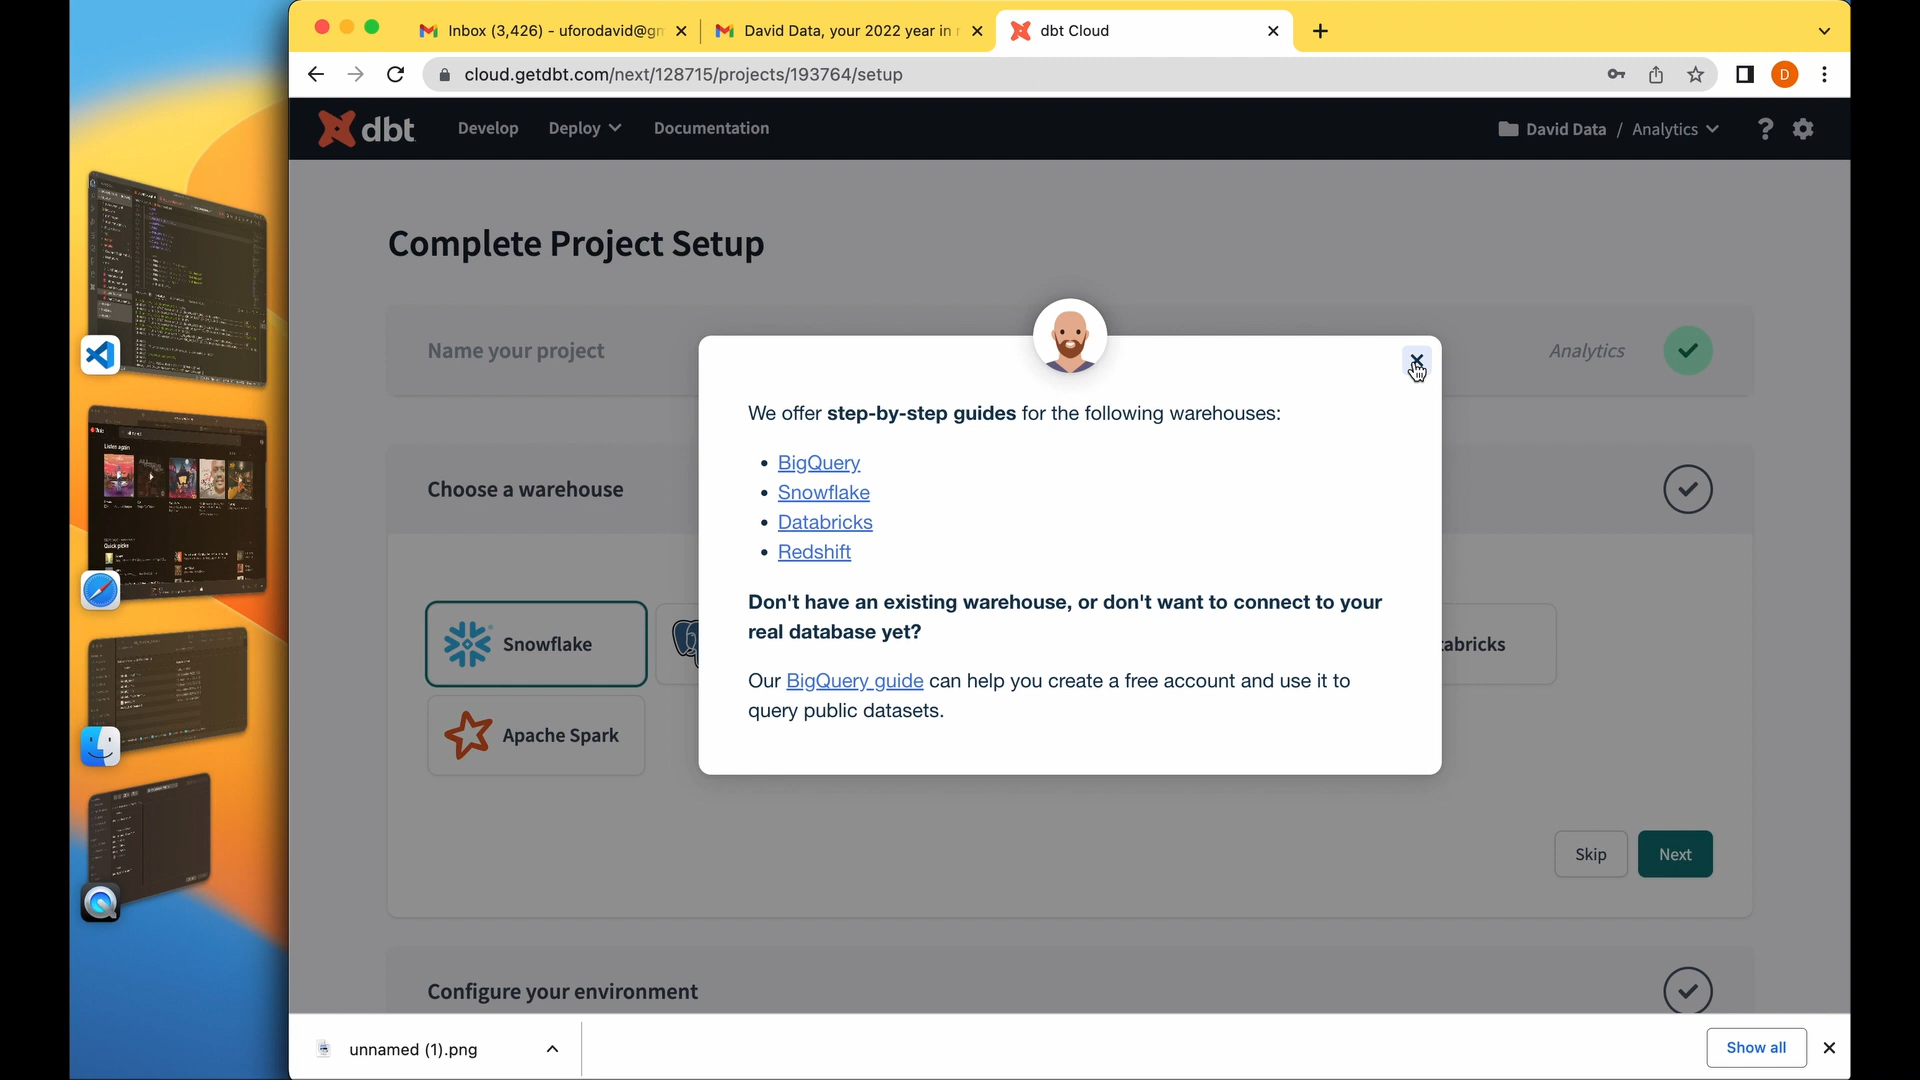 Inbox (3,426) - uforodavid@gm
David Data, your 2022 year in r
dbt Cloud
cloud.getdbt.com/next/128715/projects/193764/setup
D
dbt
Develop
Deploy
Documentation
David Data / Analytics
?
Complete Project Setup
Name your project
Analytics
We offer step-by-step guides for the following warehouses:
• BigQuery
• Snowflake
• Databricks
• Redshift
Don't have an existing warehouse, or don't want to connect to your
real database yet?
Our BigQuery guide can help you create a free account and use it to
query public datasets.
Choose a warehouse
Snowflake
abricks
Apache Spark
Skip
Next
Configure your environment
unnamed (1).png
Show all
Listen again
Quick picks